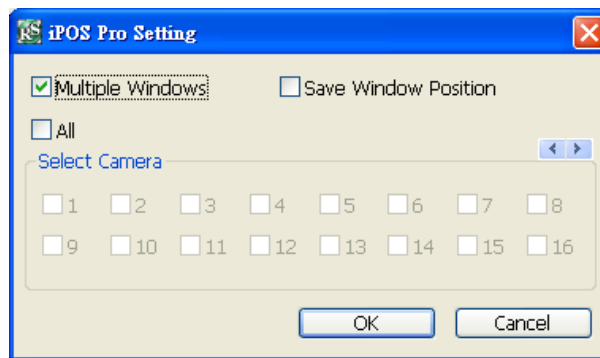 RS iPOS Pro Setting
Multiple Windows Save Window Position
All
Select Camera
1 2 3 4 5 6 7 8
9 10 11 12 13 14 15 16
OK Cancel